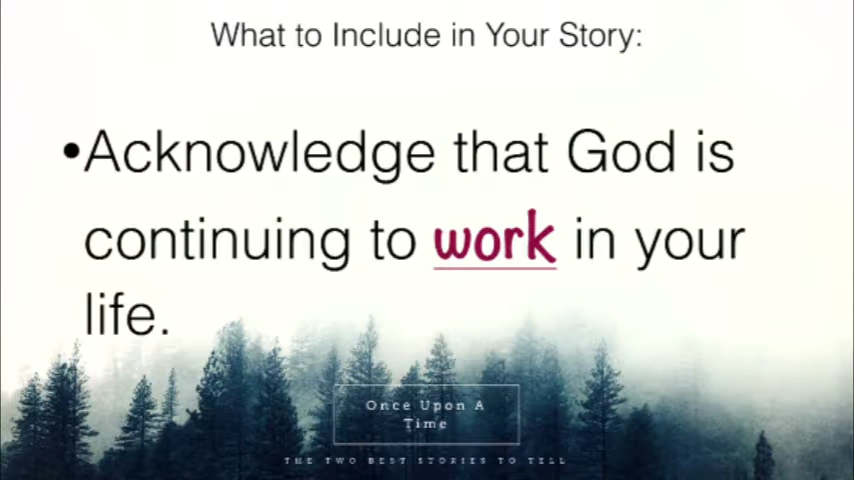 What to Include in Your Story:
•Acknowledge that God is
continuing to work in your
life.
Once Upon A
Time
THE TWO BEST STORIES TO TELL